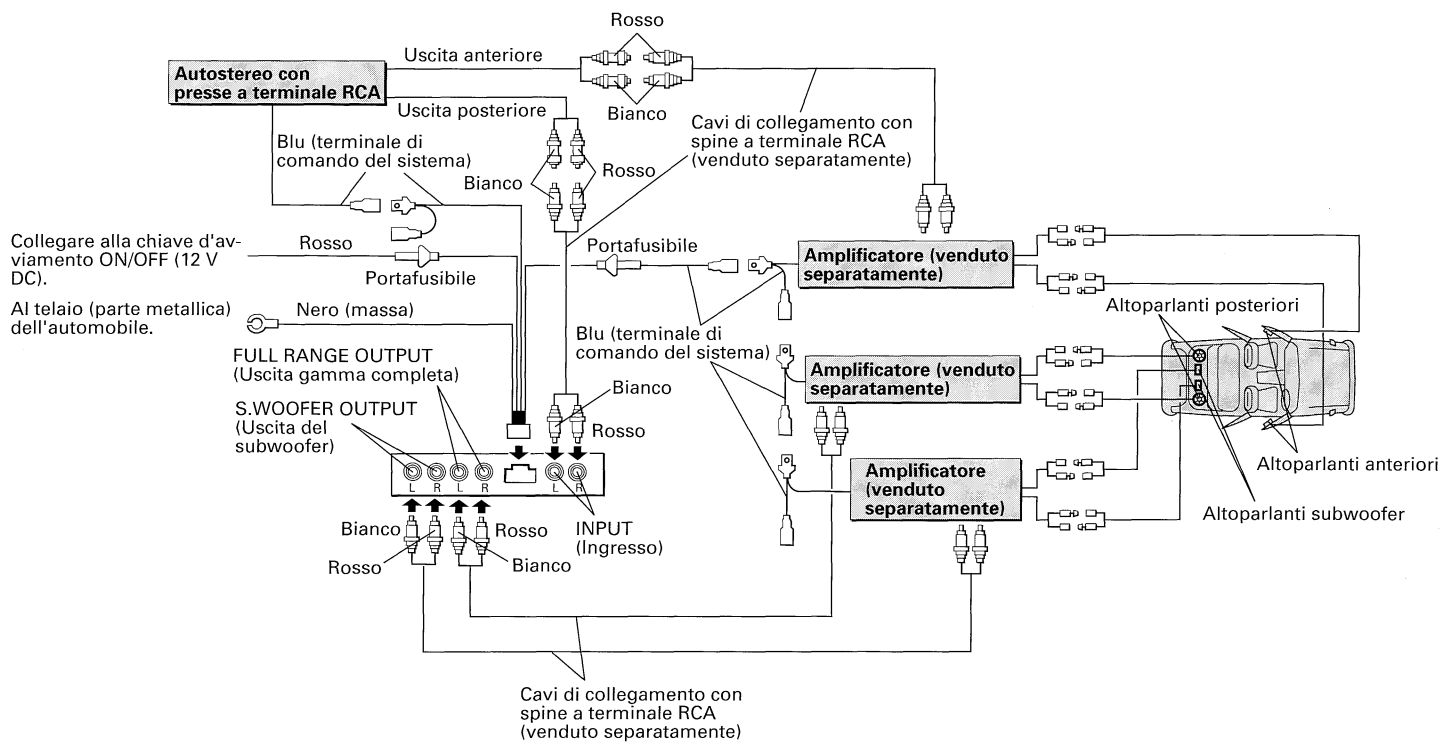 Rosso
Uscita anteriore
Autostereo con
presse a terminale RCA
Uscita posteriore
Bianco
Cavi di collegamento con
spine a terminale RCA
(venduto separatamente)
Blu (terminale di
comando del sistema)
Bianco
Rosso
Collegare alla chiave d'av-
viamento ON/OFF (12 V
DC).
Rosso
Portafusibile
Portafusibile
Amplificatore (venduto
separatamente)
Al telaio (parte metallica)
dell'automobile.
Nero (massa)
Altoparlanti posteriori
Blu (terminale di
comando del sistema)
FULL RANGE OUTPUT
(Uscita gamma completa)
Amplificatore (venduto
separatamente)
S.WOOFER OUTPUT
(Uscita del
subwoofer)
Bianco
Rosso
Amplificatore
(venduto
separatamente)
Altoparlanti anteriori
L R L R L R
Altoparlanti subwoofer
Bianco
Rosso
INPUT
(Ingresso)
Rosso
Bianco
Cavi di collegamento con
spine a terminale RCA
(venduto separatamente)